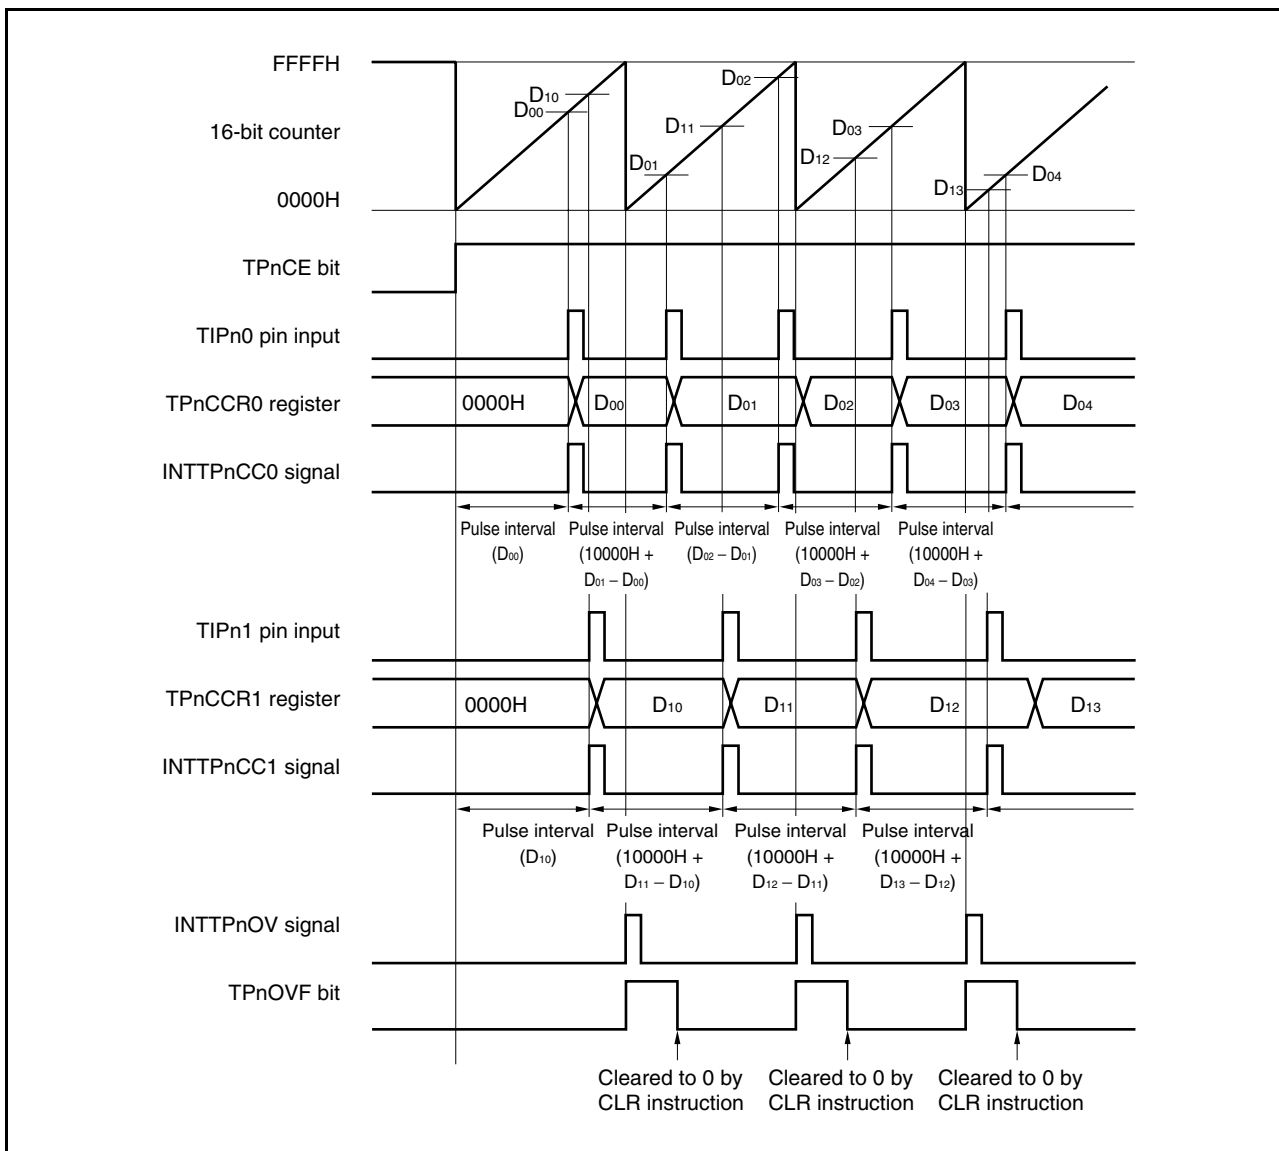 FFFFH
D10
D00
D02
16-bit counter
D11
D03
D01
D12
D13
D04
0000H
TPnCE bit
TIPn0 pin input
TPnCCR0 register
0000H
D00
D01
D02
D03
D04
INTTPnCC0 signal
Pulse interval
(D00)
Pulse interval
(10000H +
D01 – D00)
Pulse interval
(D02 – D01)
Pulse interval
(10000H +
D03 – D02)
Pulse interval
(10000H +
D04 – D03)
TIPn1 pin input
TPnCCR1 register
0000H
D10
D11
D12
D13
INTTPnCC1 signal
Pulse interval
(D10)
Pulse interval
(10000H +
D11 – D10)
Pulse interval
(10000H +
D12 – D11)
Pulse interval
(10000H +
D13 – D12)
INTTPnOV signal
TPnOVF bit
Cleared to 0 by
CLR instruction
Cleared to 0 by
CLR instruction
Cleared to 0 by
CLR instruction